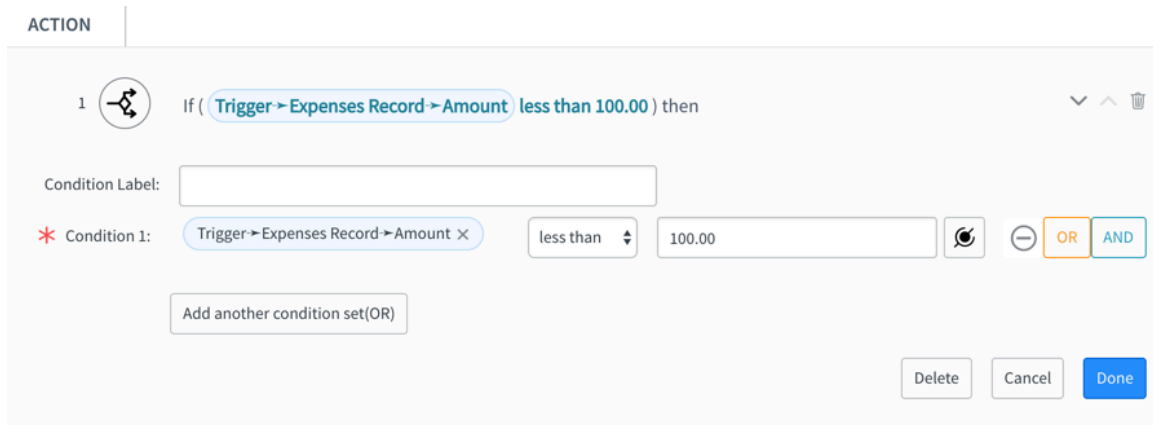 ACTION
1 If ( Trigger➛Expenses Record➛Amount less than 100.00 ) then
Condition Label:
* Condition 1: Trigger➛Expenses Record➛Amount × less than 100.00 OR AND
Add another condition set(OR)
Delete Cancel Done